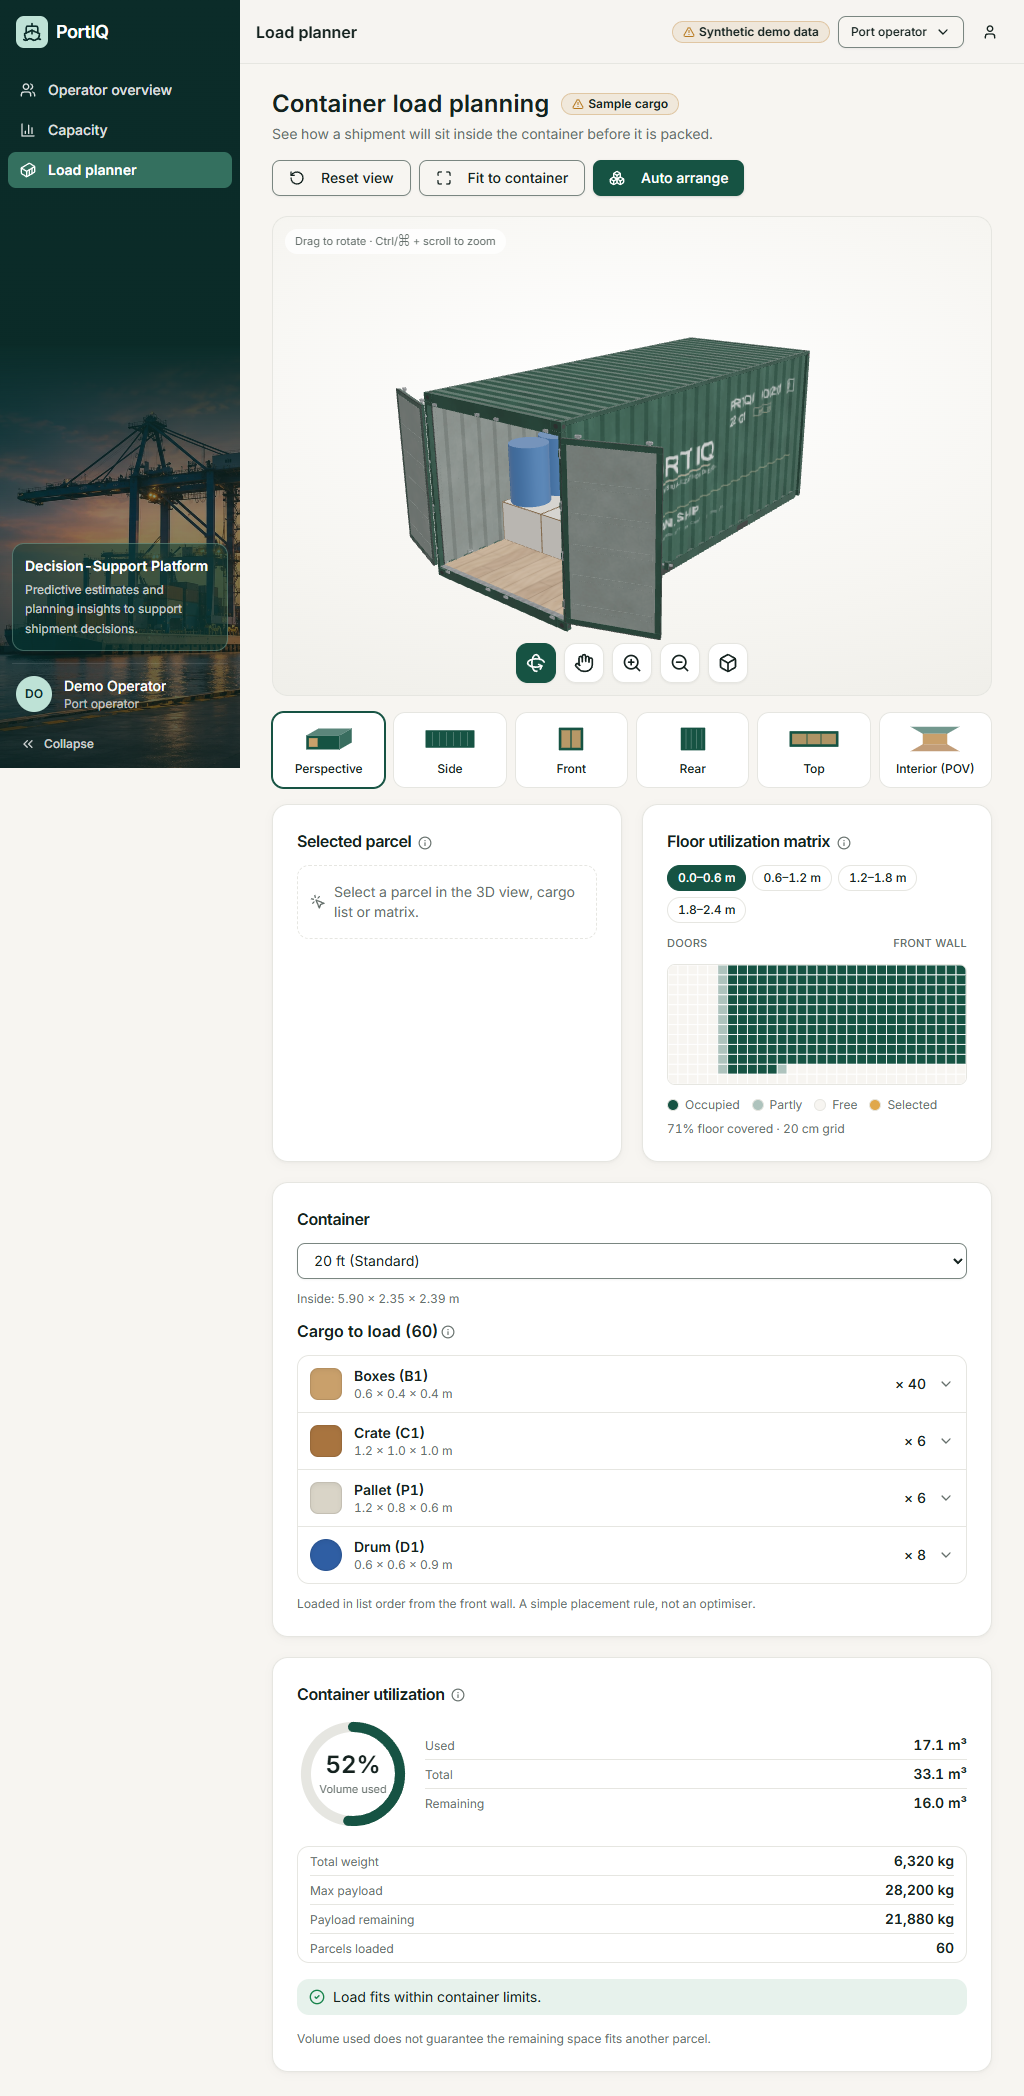 PortIQ
Load planner
Synthetic demo data
Port operator
Operator overview
Capacity
Load planner
Container load planning
Sample cargo
See how a shipment will sit inside the container before it is packed.
Reset view
Fit to container
Auto arrange
Drag to rotate · Ctrl/⌘ + scroll to zoom
RTIQ
Decision-Support Platform
Predictive estimates and
planning insights to support
shipment decisions.
DO
Demo Operator
Port operator
Collapse
Perspective
Side
Front
Rear
Top
Interior (POV)
Selected parcel
Select a parcel in the 3D view, cargo
list or matrix.
Floor utilization matrix
0.0–0.6 m
0.6–1.2 m
1.2–1.8 m
1.8–2.4 m
DOORS
FRONT WALL
Occupied
Partly
Free
Selected
71% floor covered · 20 cm grid
Container
20 ft (Standard)
Inside: 5.90 × 2.35 × 2.39 m
Cargo to load (60)
Boxes (B1)
0.6 × 0.4 × 0.4 m
× 40
Crate (C1)
1.2 × 1.0 × 1.0 m
× 6
Pallet (P1)
1.2 × 0.8 × 0.6 m
× 6
Drum (D1)
0.6 × 0.6 × 0.9 m
× 8
Loaded in list order from the front wall. A simple placement rule, not an optimiser.
Container utilization
52%
Volume used
Used
17.1 m³
Total
33.1 m³
Remaining
16.0 m³
Total weight
6,320 kg
Max payload
28,200 kg
Payload remaining
21,880 kg
Parcels loaded
60
Load fits within container limits.
Volume used does not guarantee the remaining space fits another parcel.